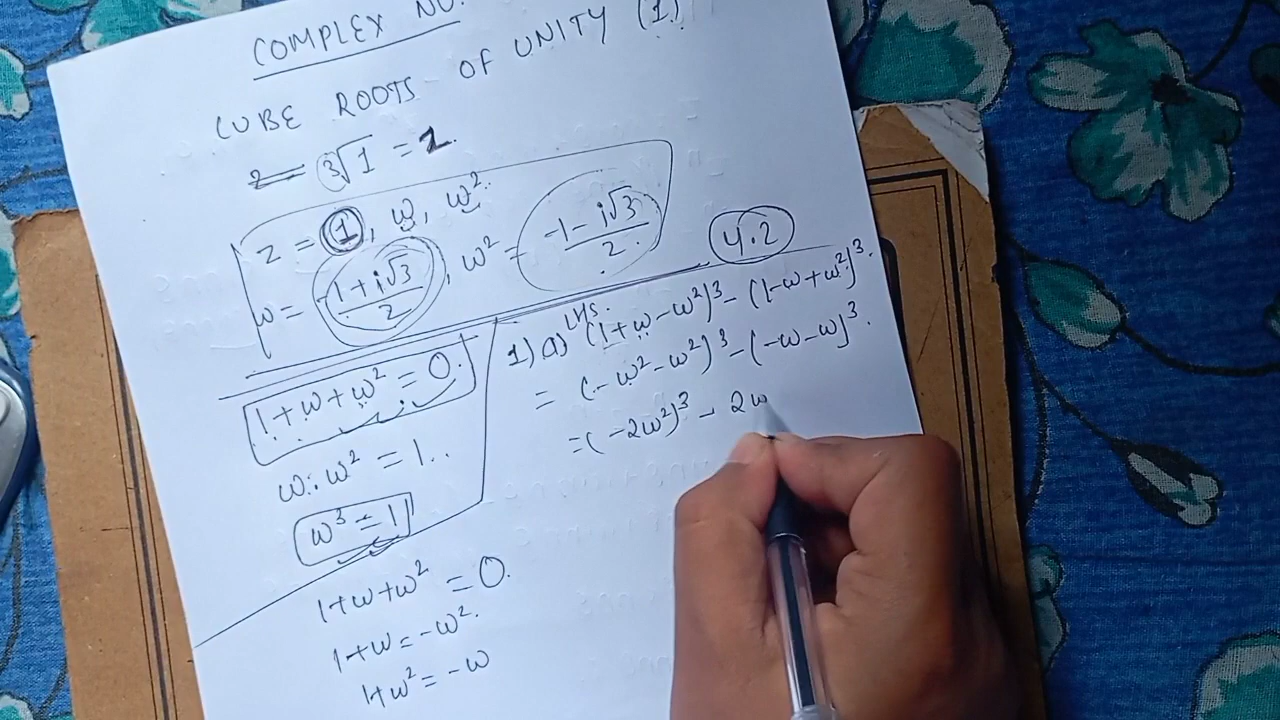 COMPLEX NO.
CUBE ROOTS OF UNITY (1)
∛1 = 1.
z = 1, ω, ω².
ω = (-1+i√3)/2, ω² = (-1-i√3)/2.
4.2
1+ω+ω² = 0.
ω·ω² = 1..
ω³ = 1
1+ω+ω² = 0.
1+ω = -ω².
1+ω² = -ω
LHS.
1) a) (1+ω-ω²)³ - (1-ω+ω²)³.
= (-ω²-ω²)³ - (-ω-ω)³.
= (-2ω²)³ - 2ω